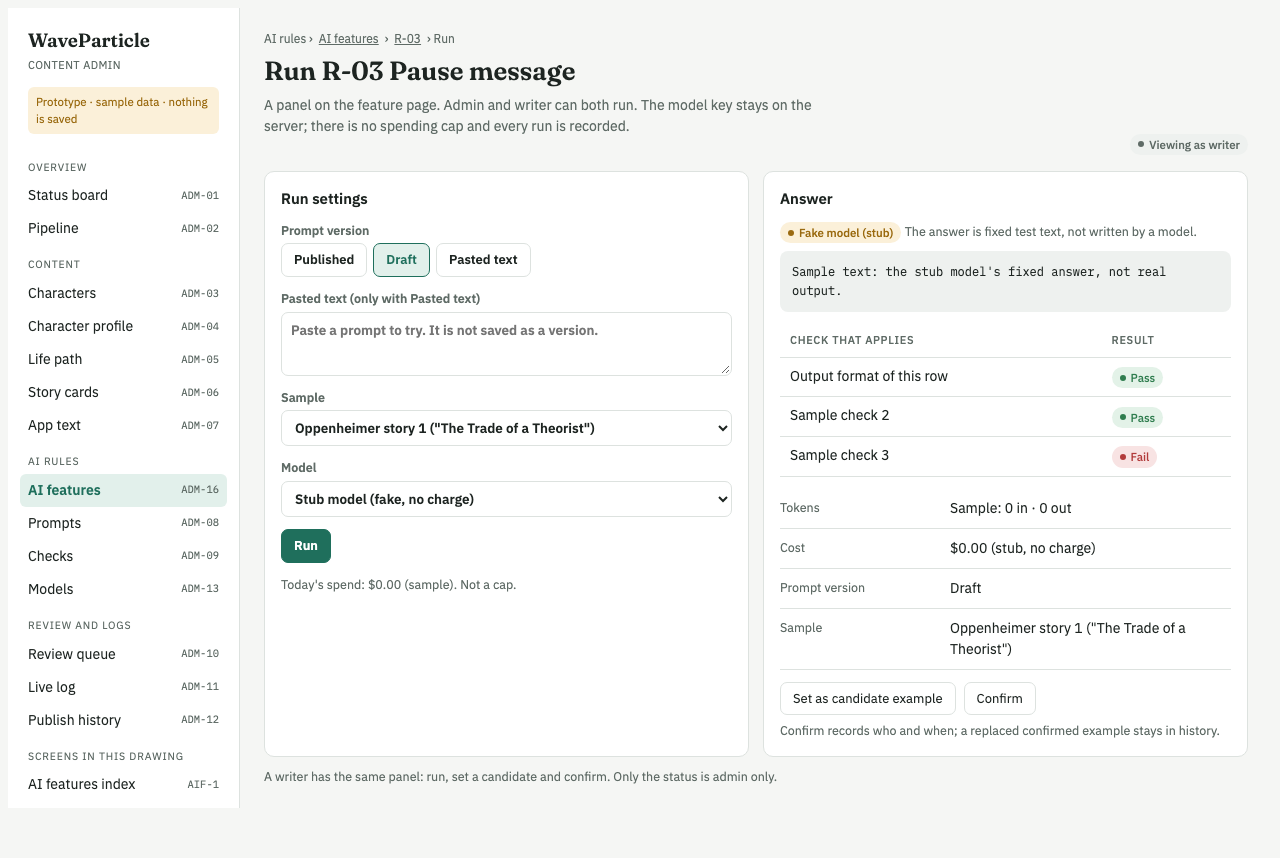 WaveParticle
CONTENT ADMIN
Prototype · sample data · nothing
is saved
OVERVIEW
Status board ADM-01
Pipeline ADM-02
CONTENT
Characters ADM-03
Character profile ADM-04
Life path ADM-05
Story cards ADM-06
App text ADM-07
AI RULES
AI features ADM-16
Prompts ADM-08
Checks ADM-09
Models ADM-13
REVIEW AND LOGS
Review queue ADM-10
Live log ADM-11
Publish history ADM-12
SCREENS IN THIS DRAWING
AI features index AIF-1
AI rules › AI features › R-03 › Run
Run R-03 Pause message
A panel on the feature page. Admin and writer can both run. The model key stays on the
server; there is no spending cap and every run is recorded.
Viewing as writer
Run settings
Prompt version
Published Draft Pasted text
Pasted text (only with Pasted text)
Paste a prompt to try. It is not saved as a version.
Sample
Oppenheimer story 1 ("The Trade of a Theorist")
Model
Stub model (fake, no charge)
Run
Today's spend: $0.00 (sample). Not a cap.
Answer
Fake model (stub) The answer is fixed test text, not written by a model.
Sample text: the stub model's fixed answer, not real
output.
CHECK THAT APPLIES RESULT
Output format of this row Pass
Sample check 2 Pass
Sample check 3 Fail
Tokens Sample: 0 in · 0 out
Cost $0.00 (stub, no charge)
Prompt version Draft
Sample Oppenheimer story 1 ("The Trade of a
Theorist")
Set as candidate example Confirm
Confirm records who and when; a replaced confirmed example stays in history.
A writer has the same panel: run, set a candidate and confirm. Only the status is admin only.